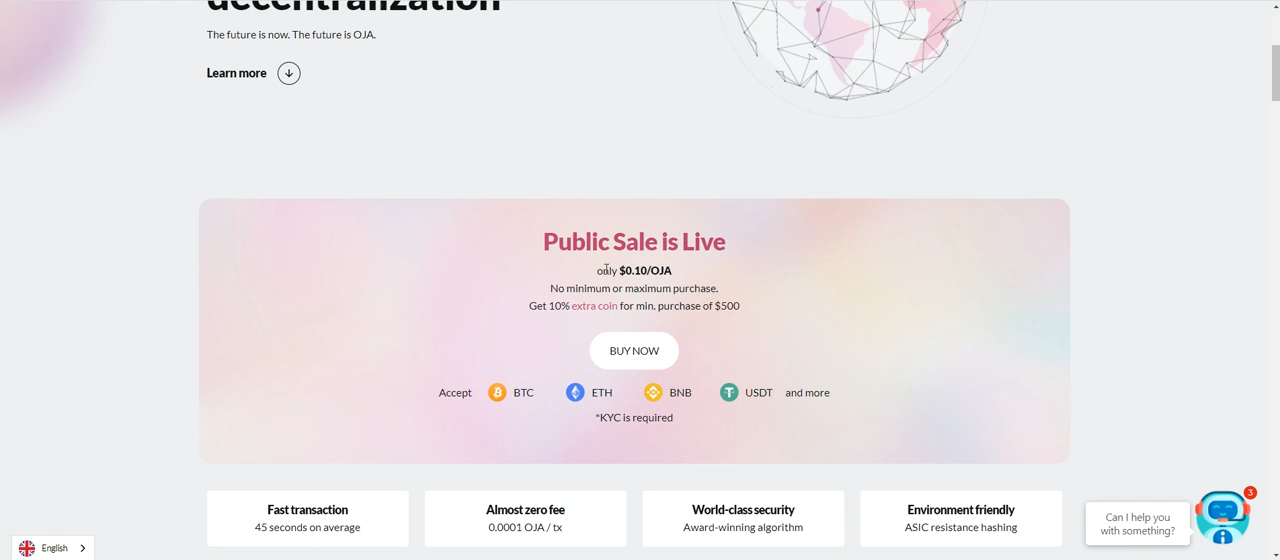 decentralization
The future is now. The future is OJA.
Learn more
Public Sale is Live
only $0.10/OJA
No minimum or maximum purchase.
Get 10% extra coin for min. purchase of $500
BUY NOW
Accept BTC ETH BNB USDT and more
*KYC is required
Fast transaction
45 seconds on average
Almost zero fee
0.0001 OJA / tx
World-class security
Award-winning algorithm
Environment friendly
ASIC resistance hashing
Can I help you
with something?
3
English